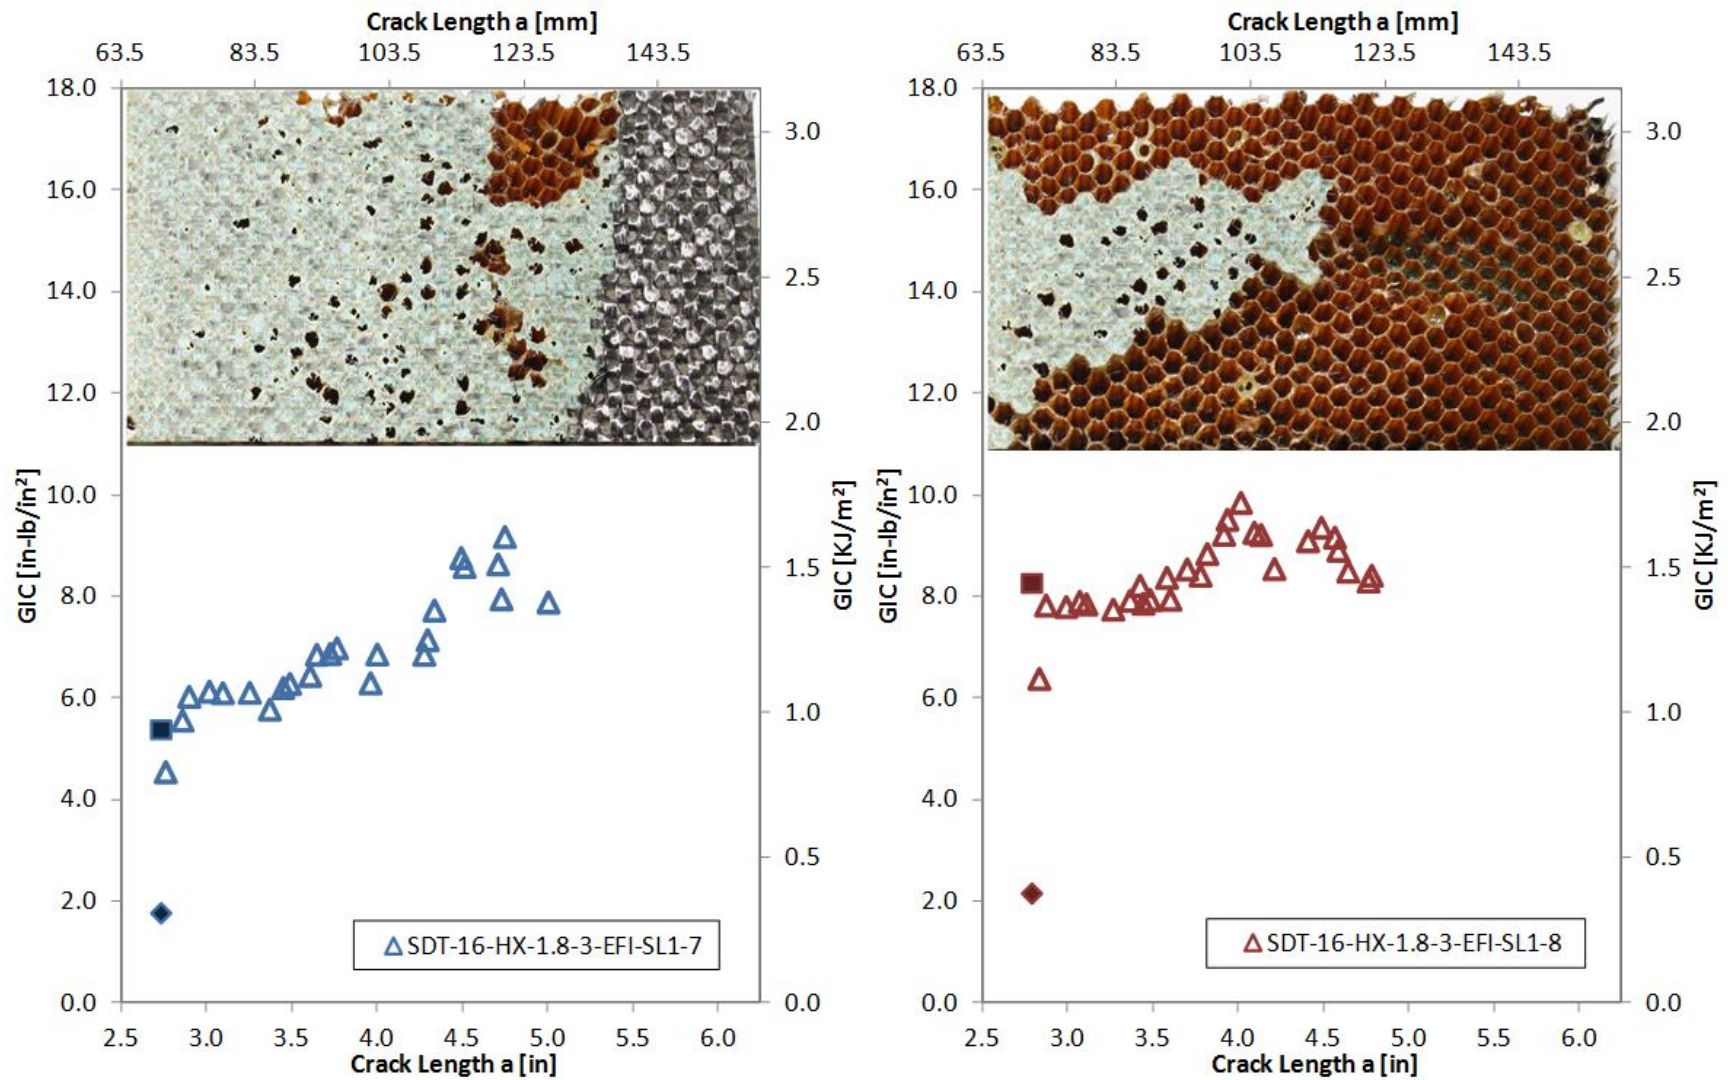 Crack Length a [mm]
63.5 83.5 103.5 123.5 143.5
18.0
16.0
14.0
12.0
10.0
8.0
6.0
4.0
2.0
0.0
GIC [in-lb/in²]
3.0
2.5
2.0
1.5
1.0
0.5
0.0
GIC [KJ/m²]
SDT-16-HX-1.8-3-EFI-SL1-7
2.5 3.0 3.5 4.0 4.5 5.0 5.5 6.0
Crack Length a [in]
Crack Length a [mm]
63.5 83.5 103.5 123.5 143.5
18.0
16.0
14.0
12.0
10.0
8.0
6.0
4.0
2.0
0.0
GIC [in-lb/in²]
3.0
2.5
2.0
1.5
1.0
0.5
0.0
GIC [KJ/m²]
SDT-16-HX-1.8-3-EFI-SL1-8
2.5 3.0 3.5 4.0 4.5 5.0 5.5 6.0
Crack Length a [in]